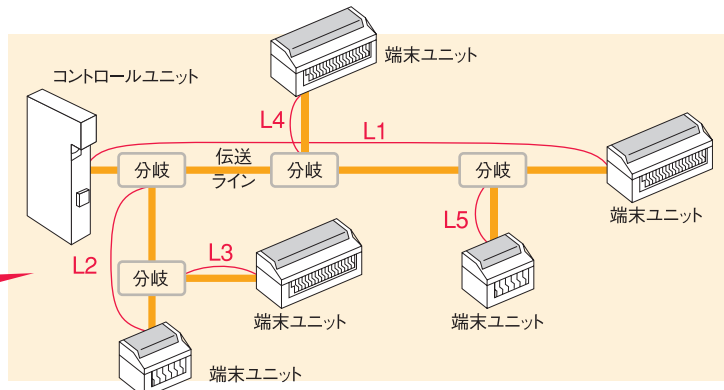 端末ユニット
コントロールユニット
L4
L1
伝送
ライン
分岐
分岐
分岐
端末ユニット
L5
L2
L3
分岐
端末ユニット
端末ユニット
端末ユニット